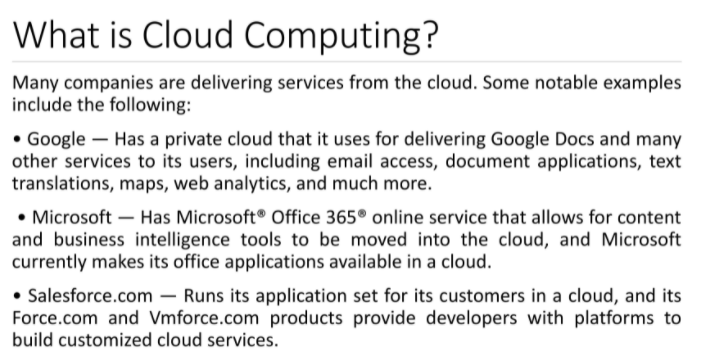 What is Cloud Computing?
Many companies are delivering services from the cloud. Some notable examples
include the following:
• Google — Has a private cloud that it uses for delivering Google Docs and many
other services to its users, including email access, document applications, text
translations, maps, web analytics, and much more.
• Microsoft — Has Microsoft® Office 365® online service that allows for content
and business intelligence tools to be moved into the cloud, and Microsoft
currently makes its office applications available in a cloud.
• Salesforce.com — Runs its application set for its customers in a cloud, and its
Force.com and Vmforce.com products provide developers with platforms to
build customized cloud services.